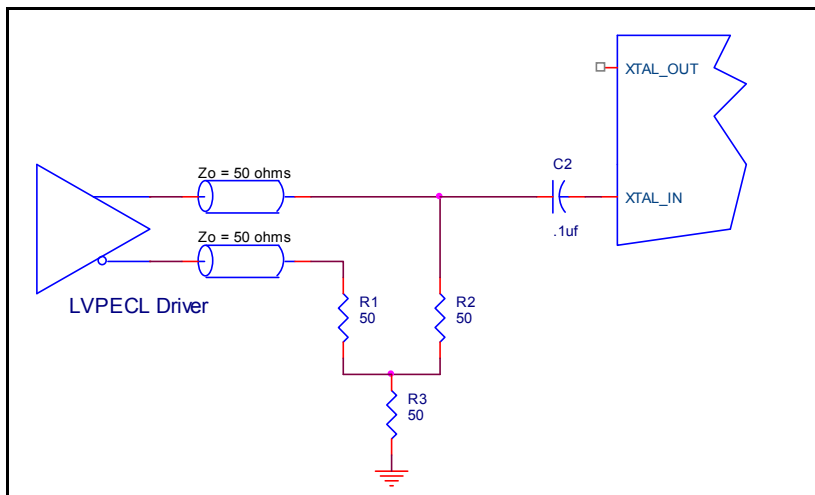 XTAL_OUT
Zo = 50 ohms
C2
XTAL_IN
.1uf
Zo = 50 ohms
LVPECL Driver
R1
50
R2
50
R3
50